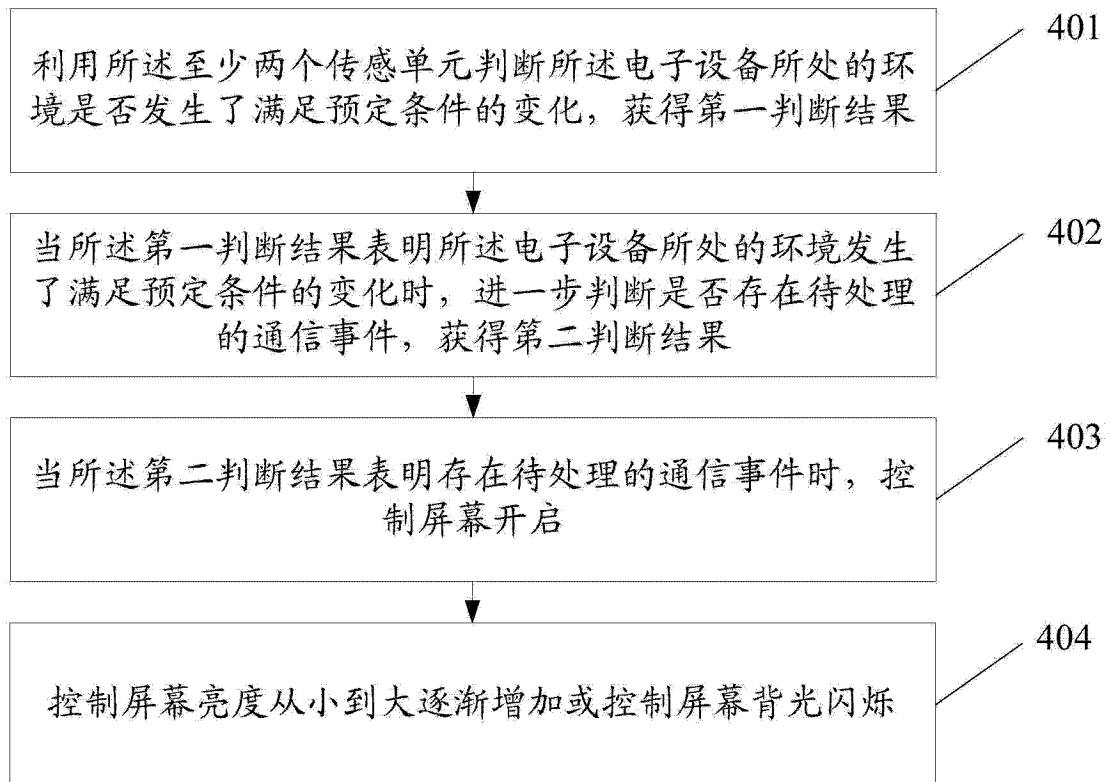 利用所述至少两个传感单元判断所述电子设备所处的环
境是否发生了满足预定条件的变化，获得第一判断结果
401
当所述第一判断结果表明所述电子设备所处的环境发生
了满足预定条件的变化时，进一步判断是否存在待处理
的通信事件，获得第二判断结果
402
当所述第二判断结果表明存在待处理的通信事件时，控
制屏幕开启
403
控制屏幕亮度从小到大逐渐增加或控制屏幕背光闪烁
404